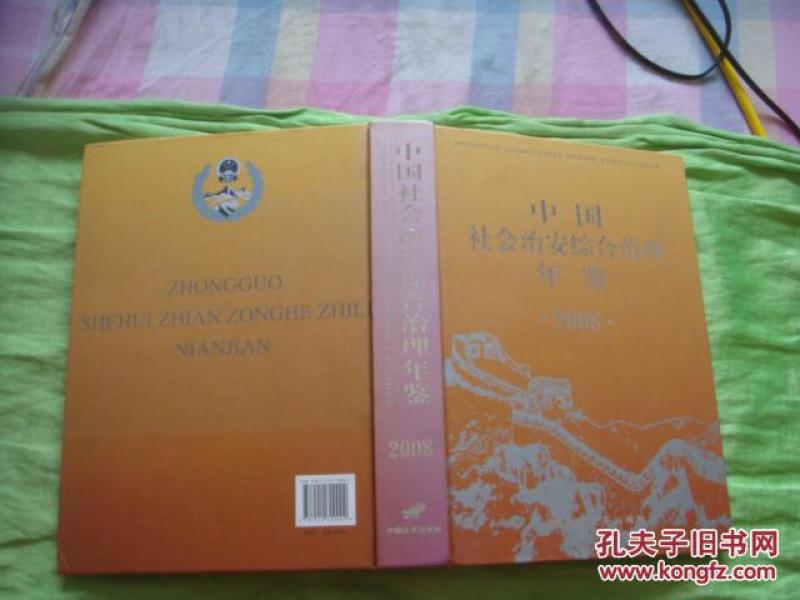 ZHONGGUO
SHEHUI ZHIAN ZONGHE ZHILI
NIANJIAN
中国社会治安综合治理年鉴
2008
中国
社会治安综合治理
年鉴
·2008·
孔夫子旧书网
www.kongfz.com